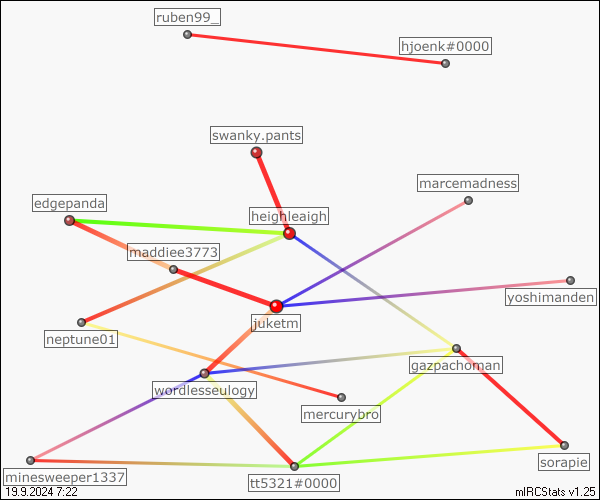 ruben99_
hjoenk#0000
swanky.pants
marcemadness
edgepanda
heighleaigh
maddiee3773
yoshimanden
juketm
neptune01
gazpachoman
wordlesseulogy
mercurybro
sorapie
minesweeper1337
tt5321#0000
19.9.2024 7:22
mIRCStats v1.25